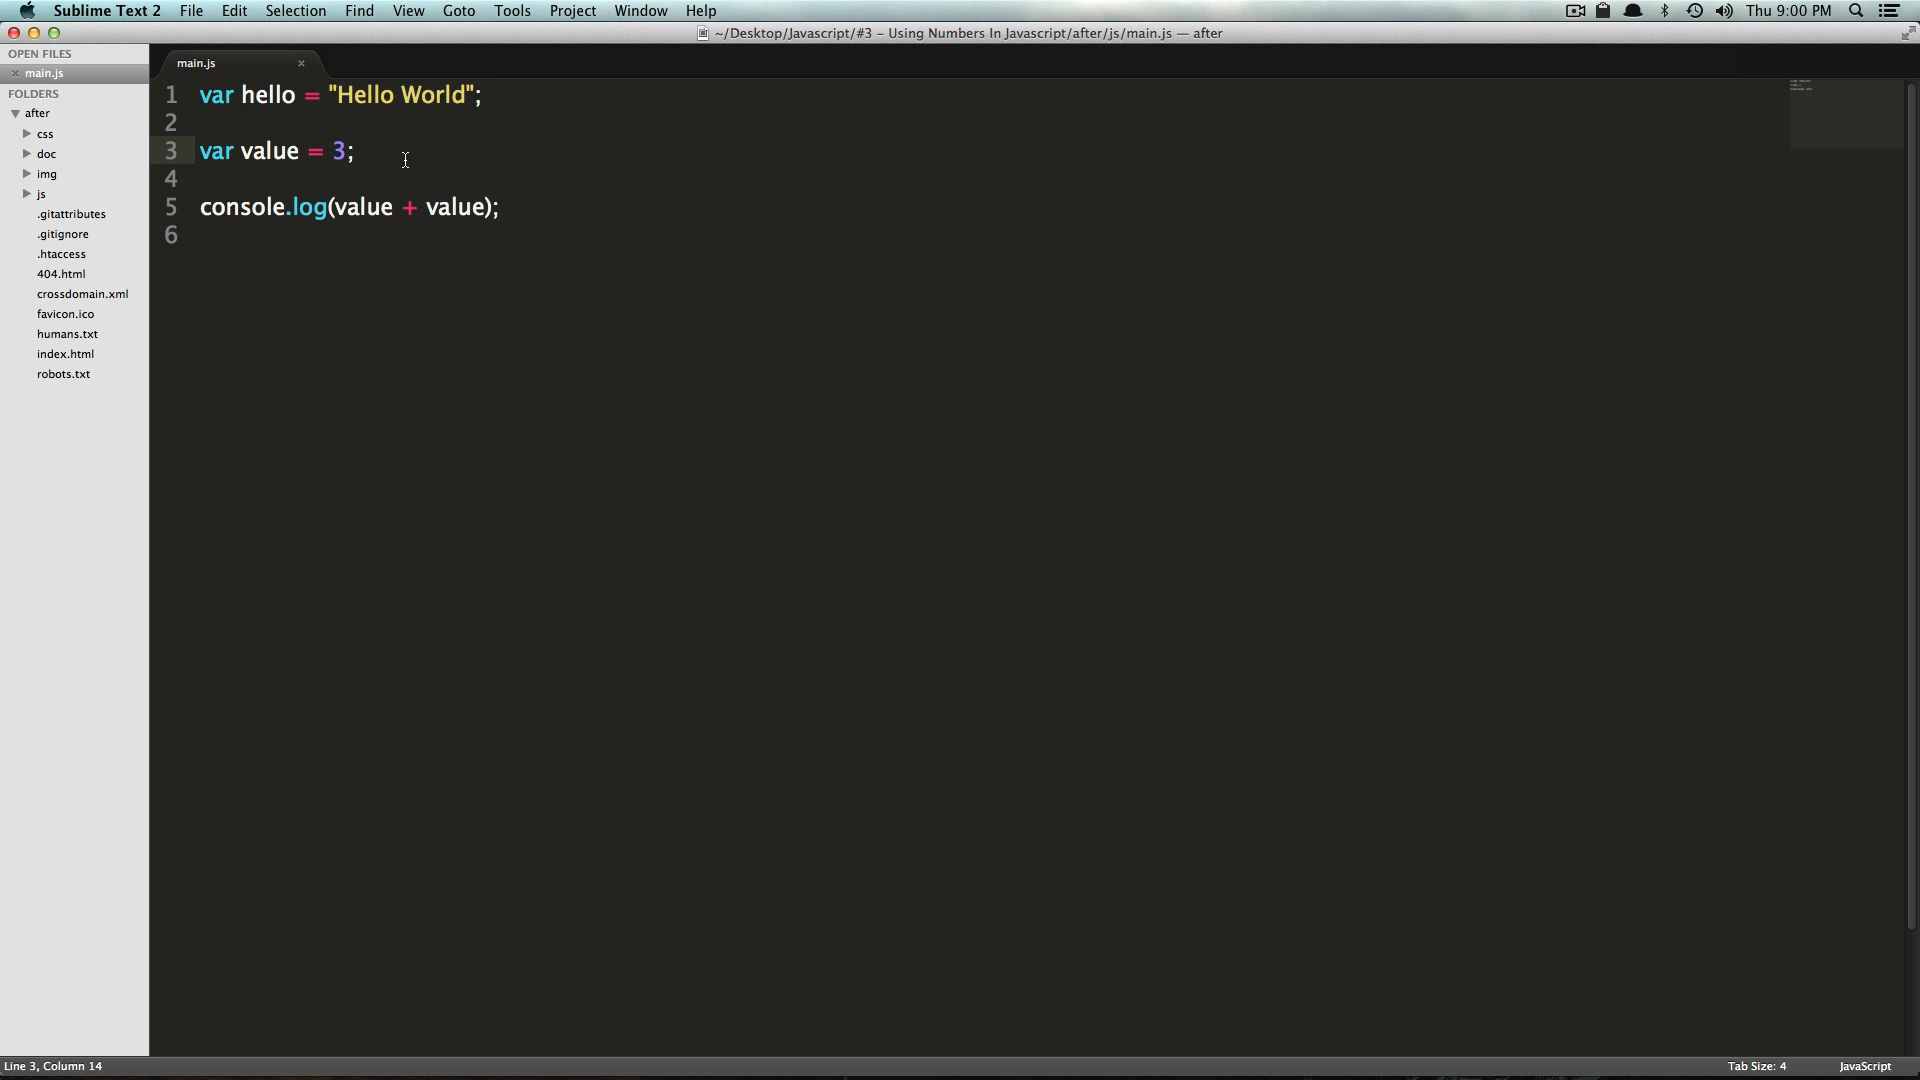 Sublime Text 2 File Edit Selection Find View Goto Tools Project Window Help Thu 9:00 PM
~/Desktop/Javascript/#3 - Using Numbers In Javascript/after/js/main.js — after
OPEN FILES
× main.js
FOLDERS
after
css
doc
img
js
.gitattributes
.gitignore
.htaccess
404.html
crossdomain.xml
favicon.ico
humans.txt
index.html
robots.txt
main.js ×
1 var hello = "Hello World";
2
3 var value = 3;
4
5 console.log(value + value);
6
Line 3, Column 14
Tab Size: 4
JavaScript